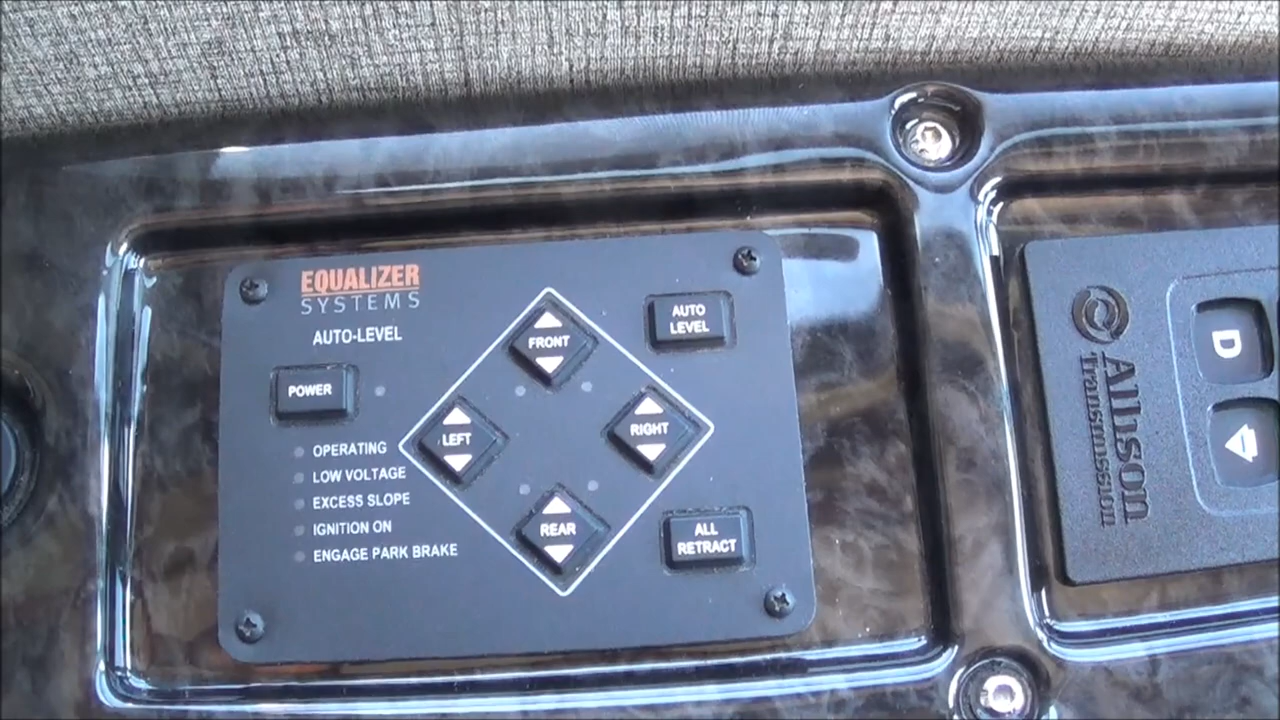 EQUALIZER
SYSTEMS
AUTO-LEVEL
POWER
OPERATING
LOW VOLTAGE
EXCESS SLOPE
IGNITION ON
ENGAGE PARK BRAKE
FRONT
LEFT
RIGHT
REAR
AUTO
LEVEL
ALL
RETRACT
Allison
Transmission
D